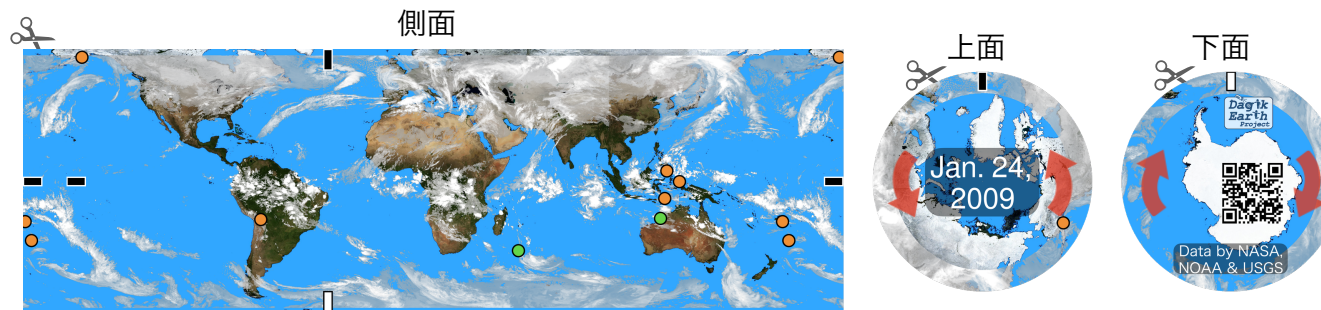 側面
上面
下面
Jan. 24,
2009
Dagik
Earth
Project
Data by NASA,
NOAA & USGS